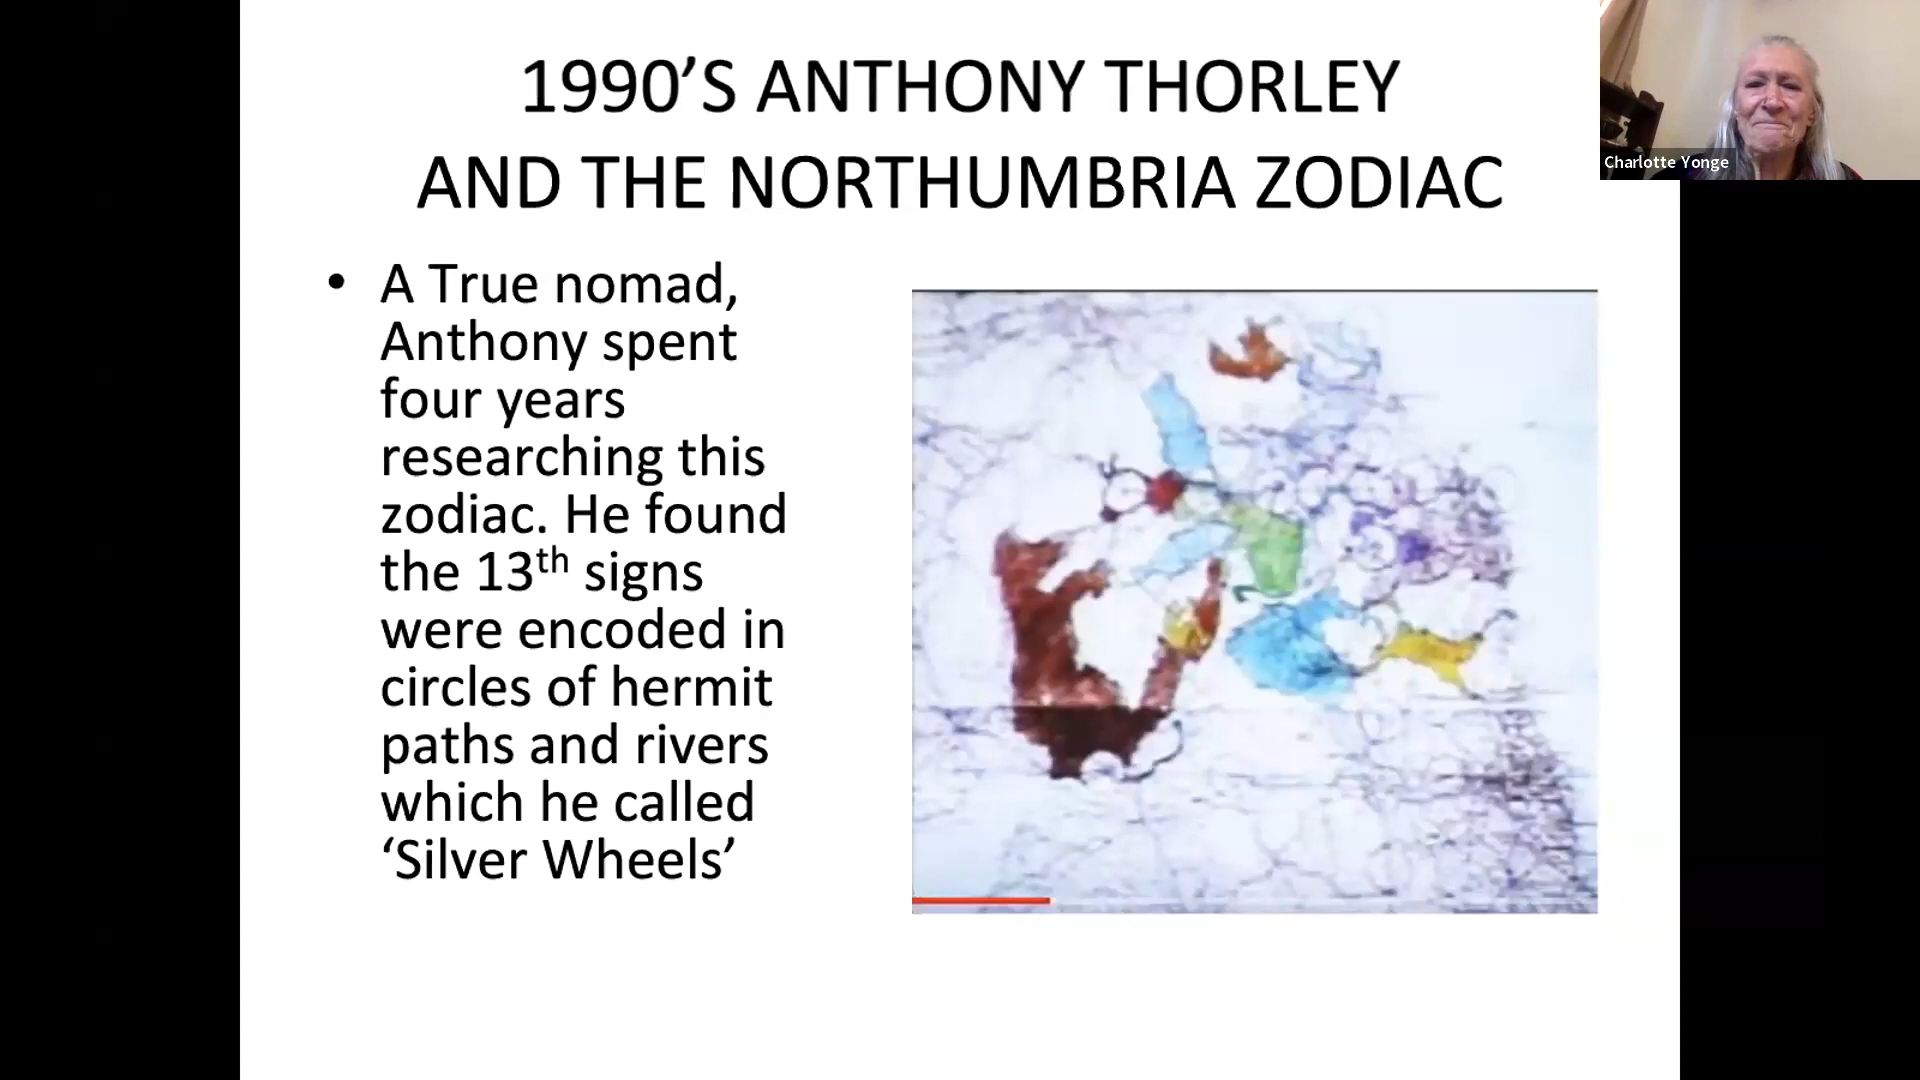 1990’S ANTHONY THORLEY
AND THE NORTHUMBRIA ZODIAC
Charlotte Yonge
• A True nomad,
Anthony spent
four years
researching this
zodiac. He found
the 13th signs
were encoded in
circles of hermit
paths and rivers
which he called
‘Silver Wheels’